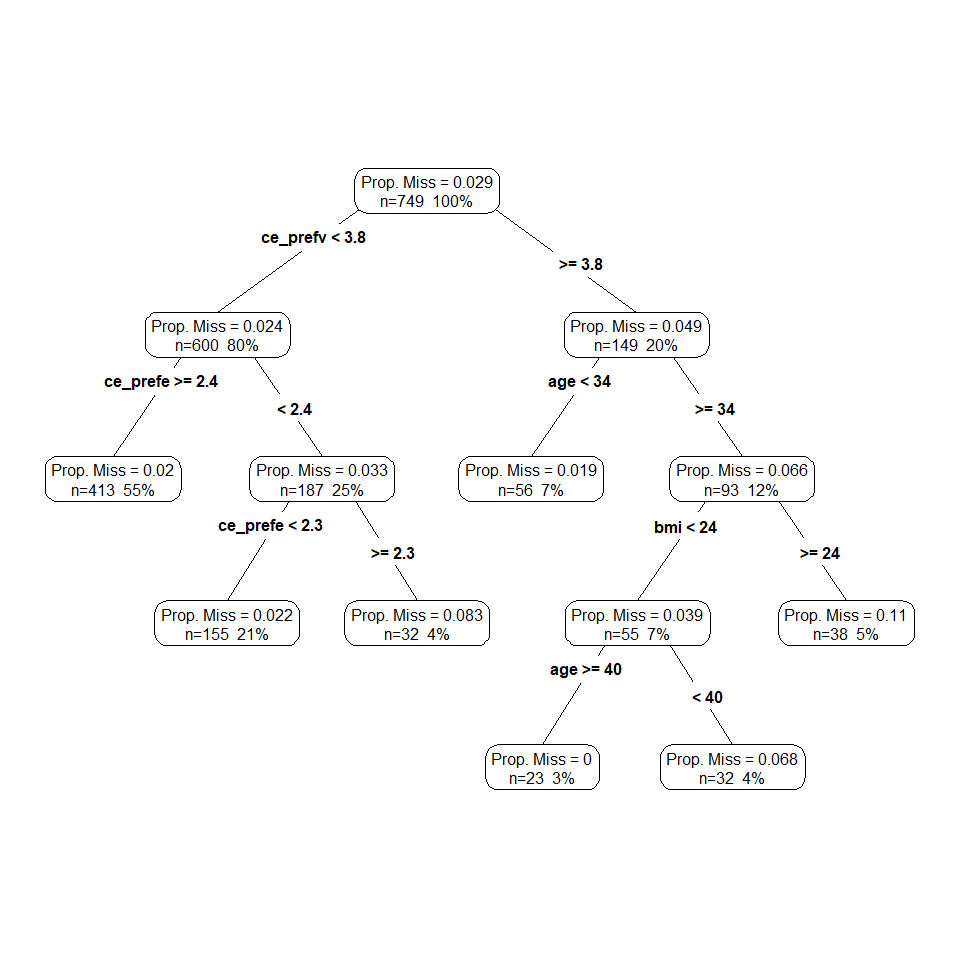 Prop. Miss = 0.029
n=749 100%
ce_prefv < 3.8
>= 3.8
Prop. Miss = 0.024
n=600 80%
Prop. Miss = 0.049
n=149 20%
ce_prefe >= 2.4
< 2.4
age < 34
>= 34
Prop. Miss = 0.02
n=413 55%
Prop. Miss = 0.033
n=187 25%
Prop. Miss = 0.019
n=56 7%
Prop. Miss = 0.066
n=93 12%
ce_prefe < 2.3
>= 2.3
bmi < 24
>= 24
Prop. Miss = 0.022
n=155 21%
Prop. Miss = 0.083
n=32 4%
Prop. Miss = 0.039
n=55 7%
Prop. Miss = 0.11
n=38 5%
age >= 40
< 40
Prop. Miss = 0
n=23 3%
Prop. Miss = 0.068
n=32 4%